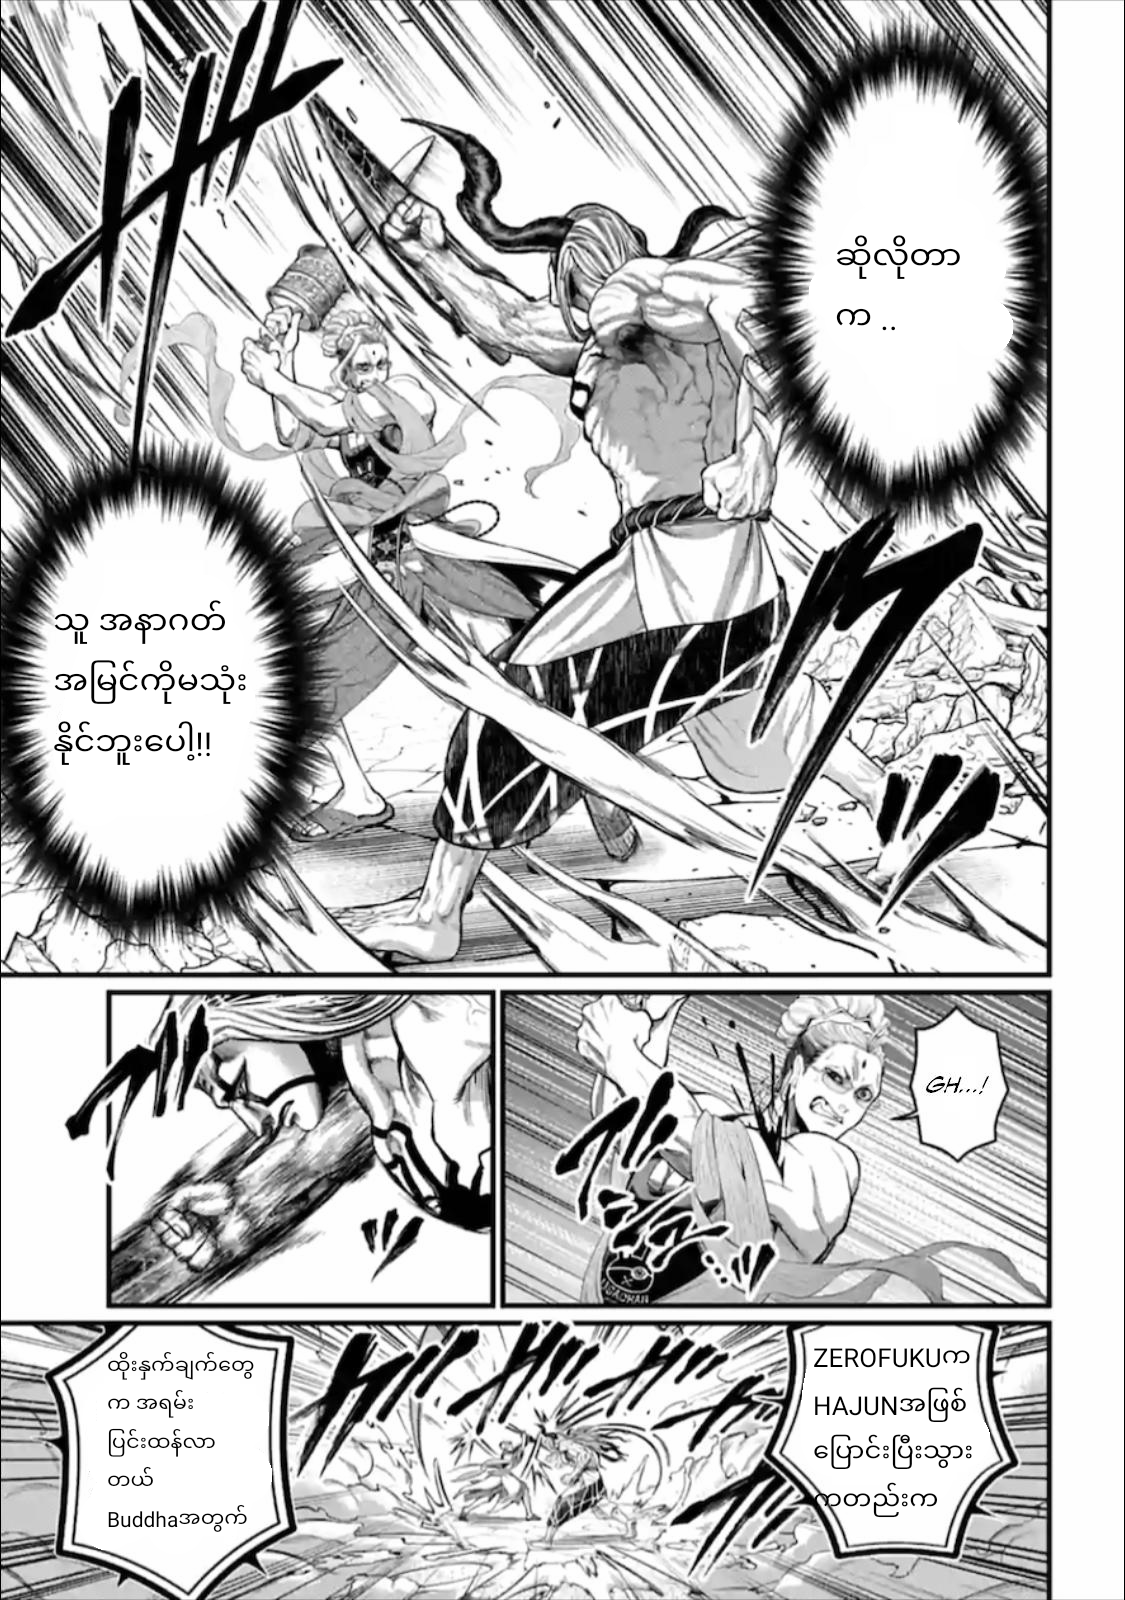 ဆိုလိုတာ
က ..
သူ အနာဂတ်
အမြင်ကိုမသုံး
နိုင်ဘူးပေါ့!!
GH...!
ZEROFUKUက
HAJUNအဖြစ်
ပြောင်းပြီးသွား
ကတည်းက
ထိုးနှက်ချက်တွေ
က အရမ်း
ပြင်းထန်လာ
တယ်
Buddhaအတွက်